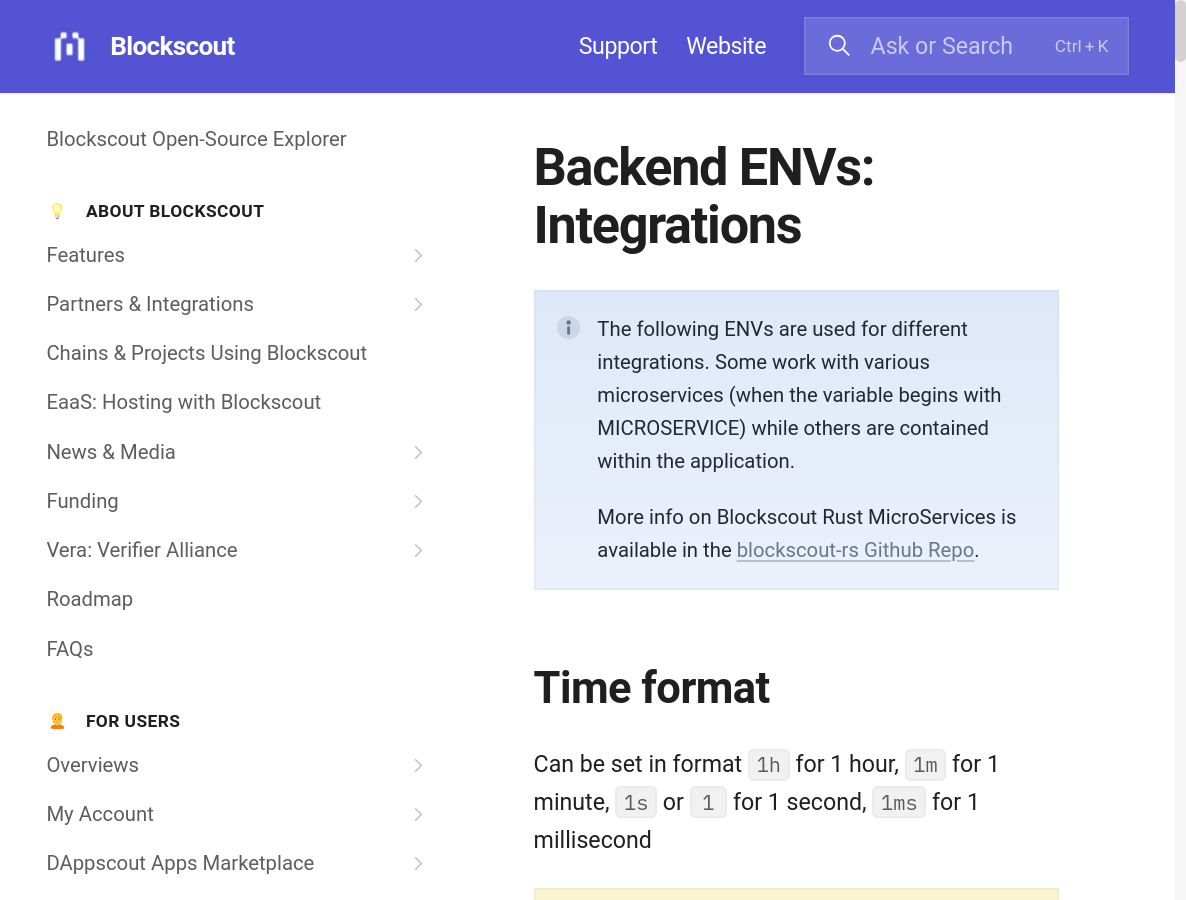 Blockscout
Support
Website
Ask or Search
Ctrl + K
Blockscout Open-Source Explorer
ABOUT BLOCKSCOUT
Features
Partners & Integrations
Chains & Projects Using Blockscout
EaaS: Hosting with Blockscout
News & Media
Funding
Vera: Verifier Alliance
Roadmap
FAQs
FOR USERS
Overviews
My Account
DAppscout Apps Marketplace
Backend ENVs:
Integrations
The following ENVs are used for different
integrations. Some work with various
microservices (when the variable begins with
MICROSERVICE) while others are contained
within the application.
More info on Blockscout Rust MicroServices is
available in the blockscout-rs Github Repo.
Time format
Can be set in format 1h for 1 hour, 1m for 1
minute, 1s or 1 for 1 second, 1ms for 1
millisecond